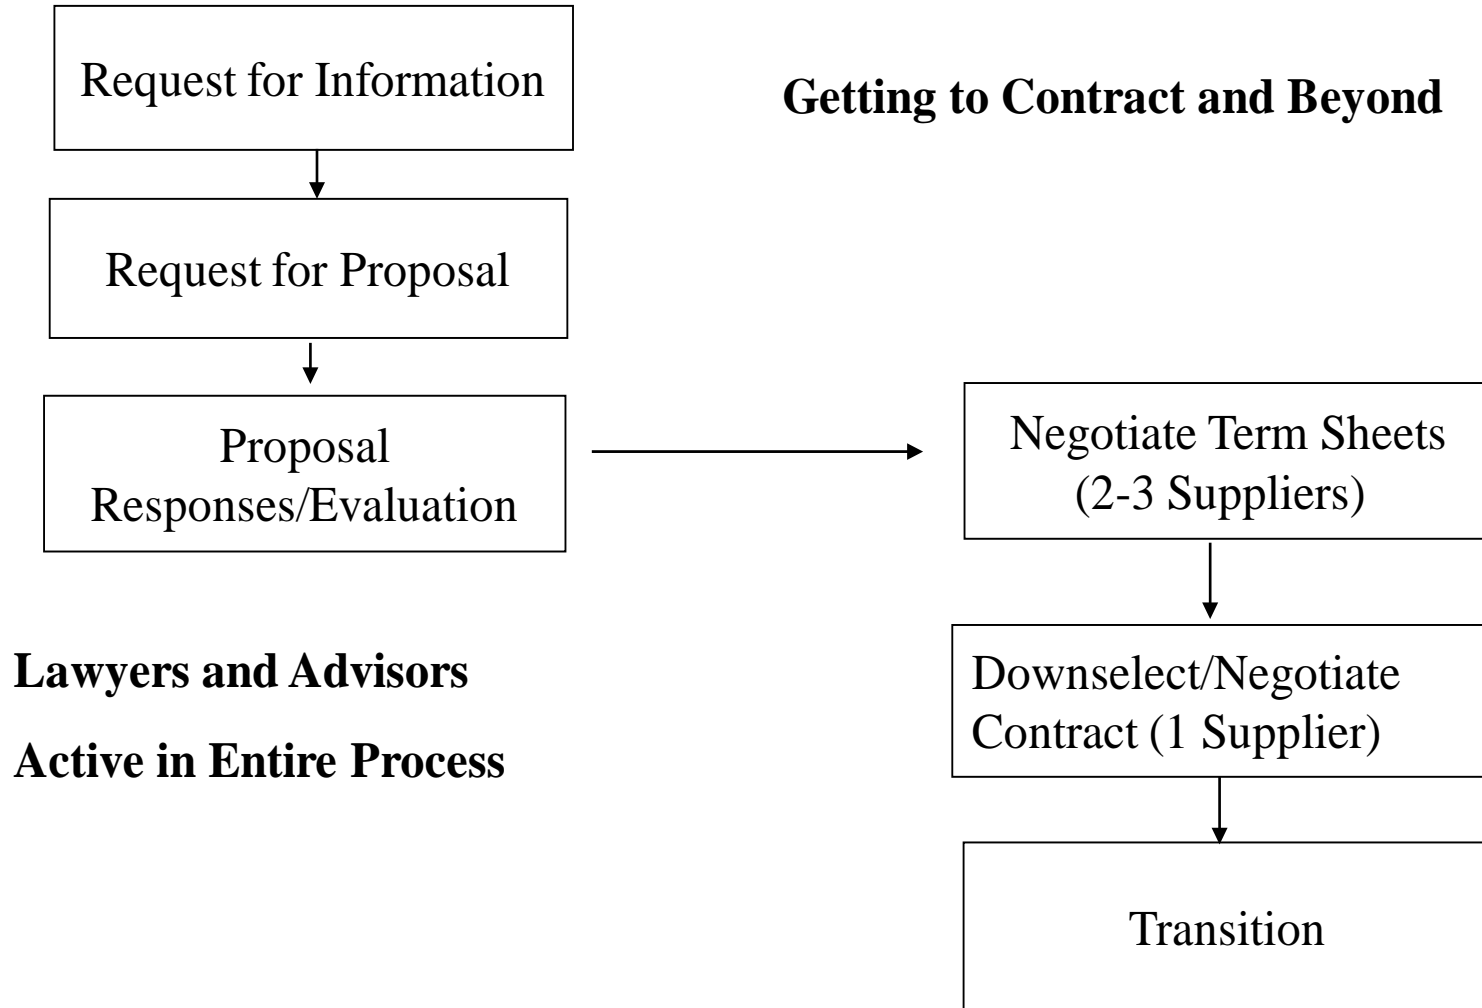 Request for Information
Getting to Contract and Beyond
Request for Proposal
Proposal
Responses/Evaluation
Negotiate Term Sheets
(2-3 Suppliers)
Lawyers and Advisors
Active in Entire Process
Downselect/Negotiate
Contract (1 Supplier)
Transition